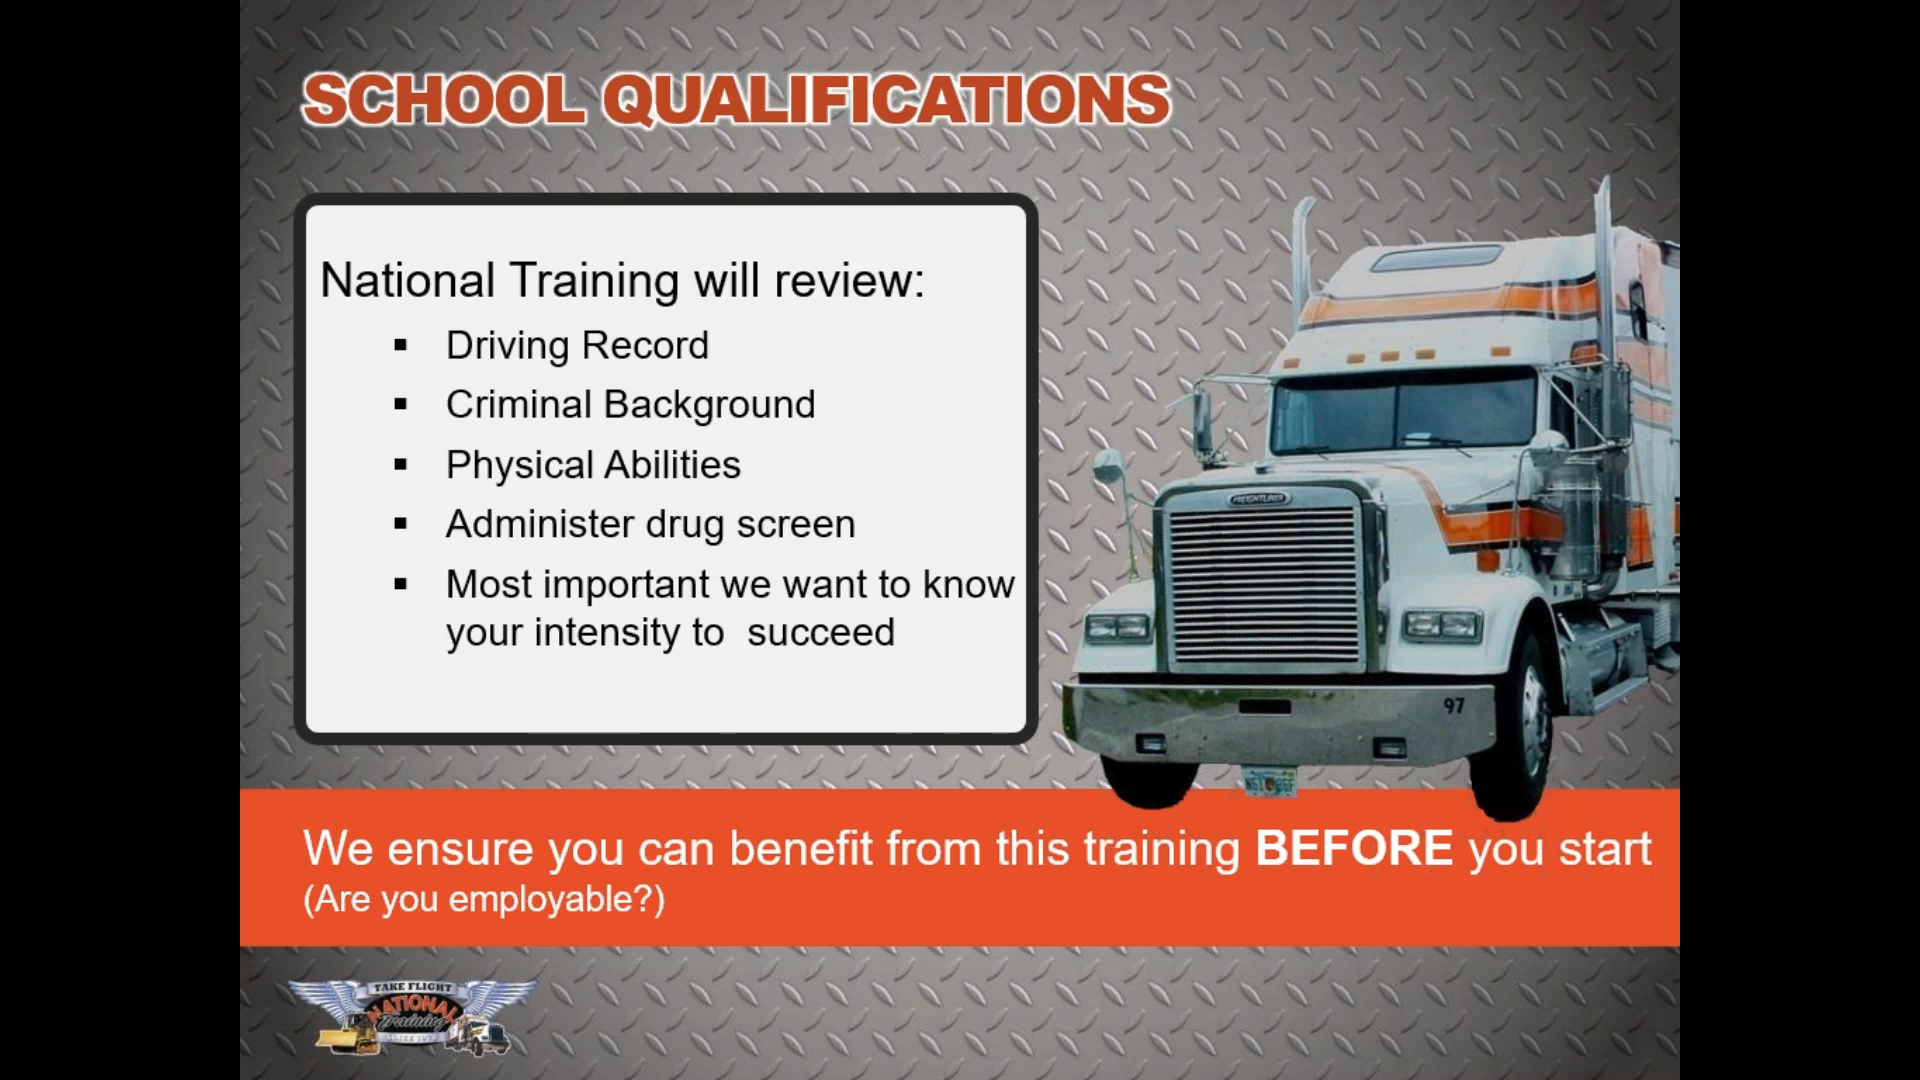 SCHOOL QUALIFICATIONS
National Training will review:
▪ Driving Record
▪ Criminal Background
▪ Physical Abilities
▪ Administer drug screen
▪ Most important we want to know
your intensity to  succeed
FREIGHTLINER
97
We ensure you can benefit from this training BEFORE you start
(Are you employable?)
TAKE FLIGHT
NATIONAL
Training